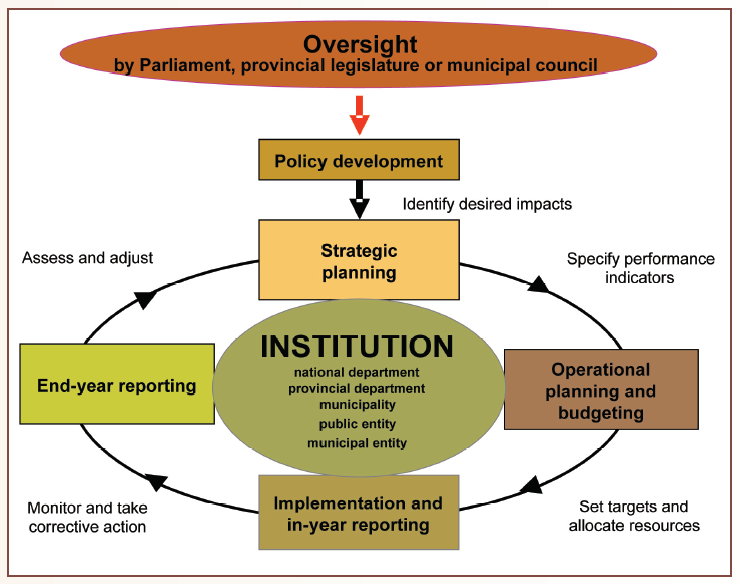 Oversight
by Parliament, provincial legislature or municipal council
Policy development
Identify desired impacts
Strategic
planning
Assess and adjust
Specify performance
indicators
INSTITUTION
national department
provincial department
municipality
public entity
municipal entity
End-year reporting
Operational
planning and
budgeting
Implementation and
in-year reporting
Monitor and take
corrective action
Set targets and
allocate resources